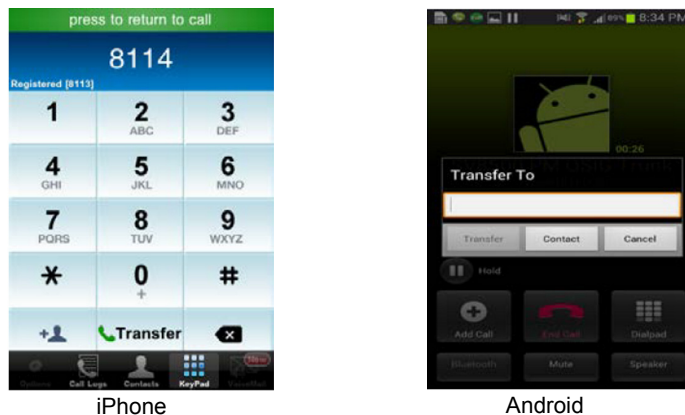 press to return to call
8114
Registered [8113]
1 2 3
ABC DEF
4 5 6
GHI JKL MNO
7 8 9
PQRS TUV WXYZ
* 0 #
+
+ Transfer
Options Call Logs Contacts KeyPad VoiceMail
New
iPhone
89% 8:34 PM
00:26
Transfer To
Transfer Contact Cancel
Hold
Add Call End Call Dialpad
Bluetooth Mute Speaker
Android